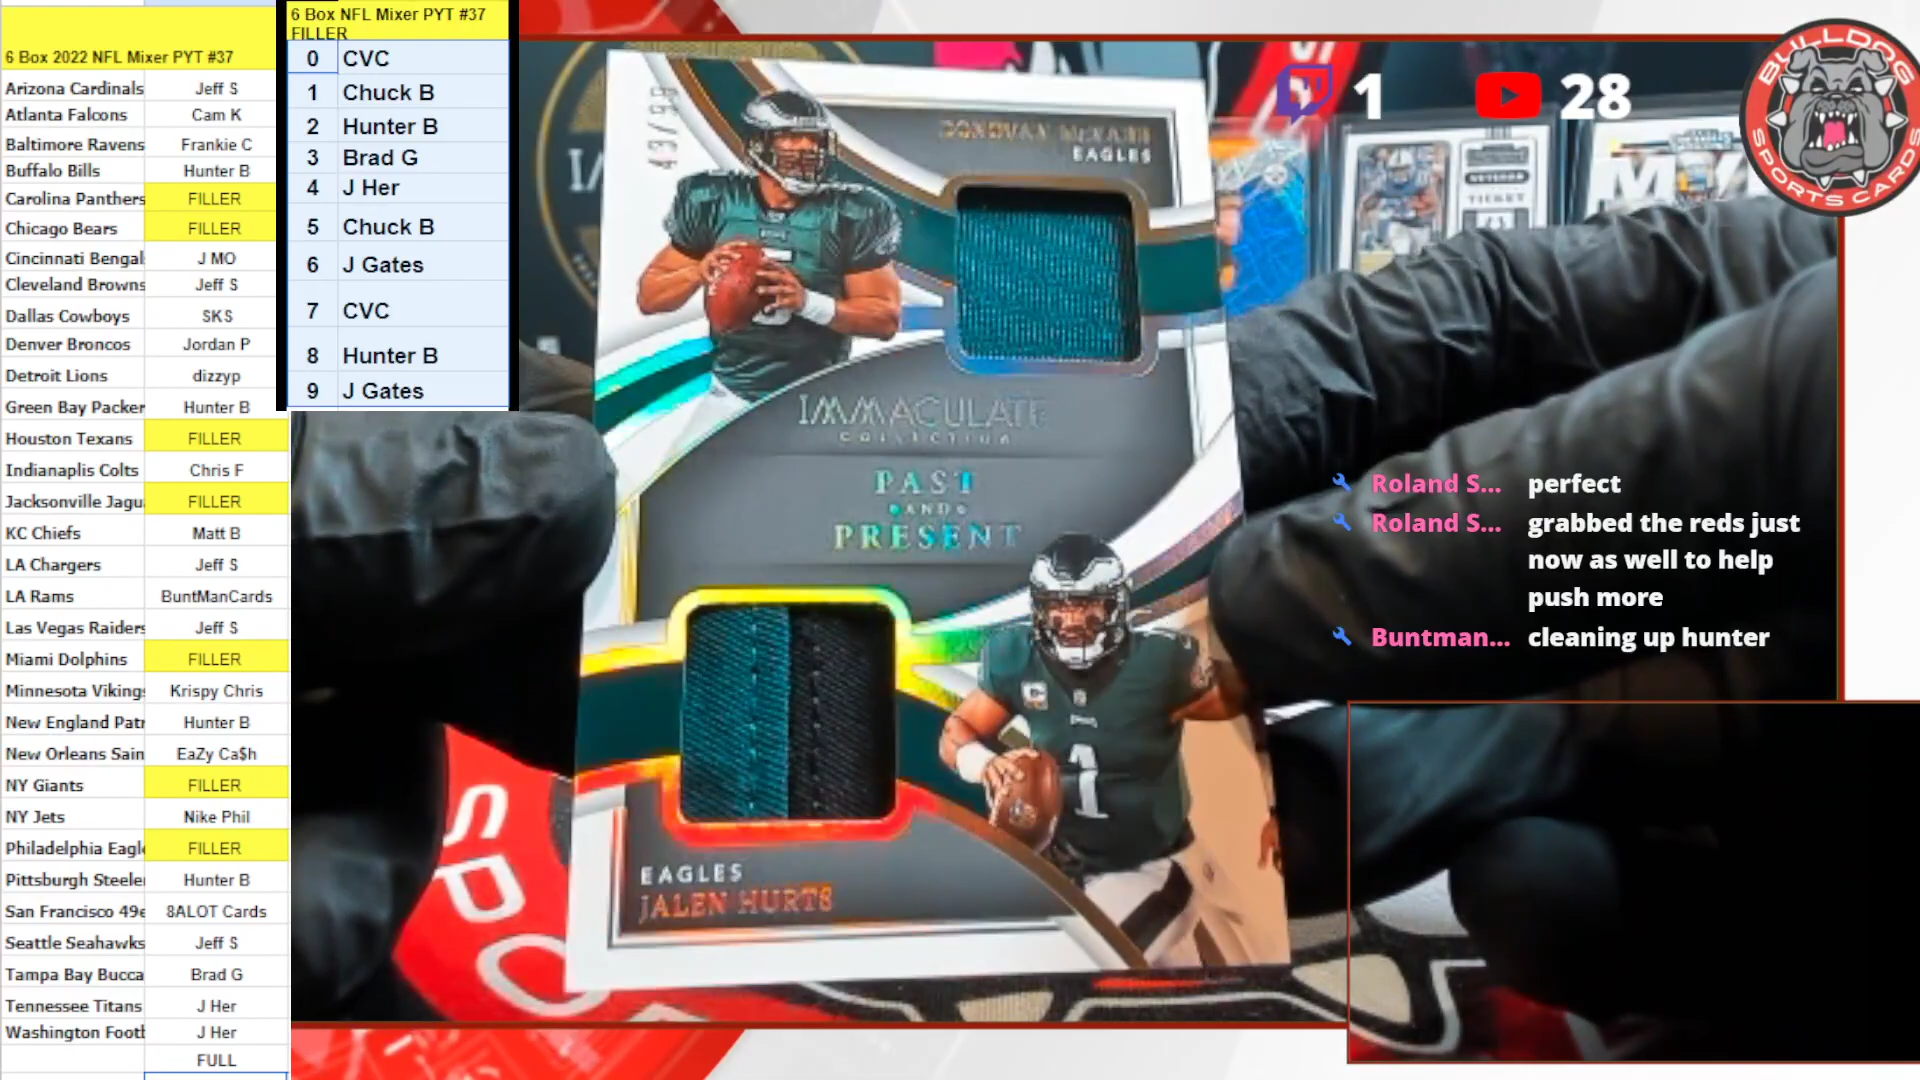 6 Box 2022 NFL Mixer PYT #37
Arizona Cardinals Jeff S
Atlanta Falcons Cam K
Baltimore Ravens Frankie C
Buffalo Bills Hunter B
Carolina Panthers FILLER
Chicago Bears FILLER
Cincinnati Bengal J MO
Cleveland Browns Jeff S
Dallas Cowboys SKS
Denver Broncos Jordan P
Detroit Lions dizzyp
Green Bay Packer Hunter B
Houston Texans FILLER
Indianaplis Colts Chris F
Jacksonville Jagu FILLER
KC Chiefs Matt B
LA Chargers Jeff S
LA Rams BuntManCards
Las Vegas Raiders Jeff S
Miami Dolphins FILLER
Minnesota Vikings Krispy Chris
New England Patr Hunter B
New Orleans Sain EaZy Ca$h
NY Giants FILLER
NY Jets Nike Phil
Philadelphia Eagl FILLER
Pittsburgh Steele Hunter B
San Francisco 49e 8ALOT Cards
Seattle Seahawks Jeff S
Tampa Bay Bucca Brad G
Tennessee Titans J Her
Washington Foot J Her
FULL
6 Box NFL Mixer PYT #37
FILLER
0 CVC
1 Chuck B
2 Hunter B
3 Brad G
4 J Her
5 Chuck B
6 J Gates
7 CVC
8 Hunter B
9 J Gates
DONOVAN McNABB
EAGLES
IMMACULATE
COLLECTION
PAST
AND
PRESENT
EAGLES
JALEN HURTS
1
TICKET
SPO
1
28
BULLDOG
SPORTS CARDS
Roland S... perfect
Roland S... grabbed the reds just
now as well to help
push more
Buntman... cleaning up hunter